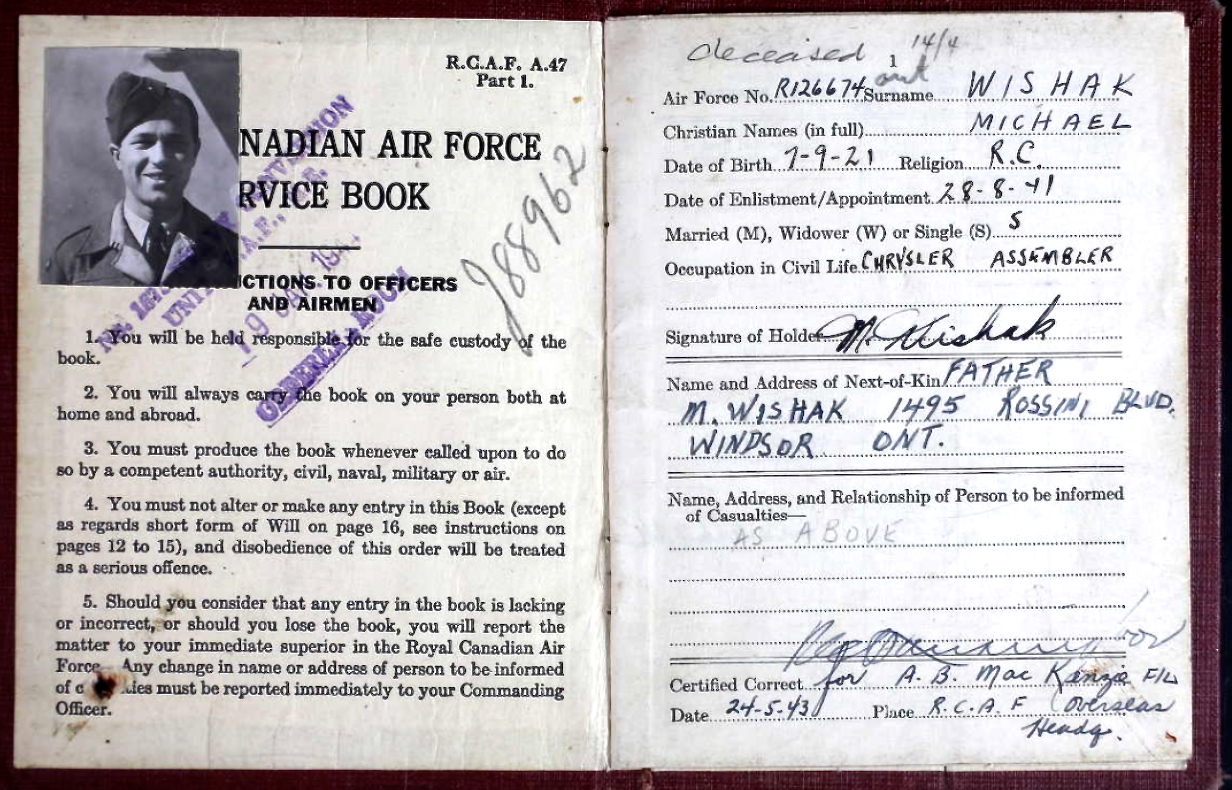 R.C.A.F. A.47
Part 1.
NADIAN AIR FORCE
RVICE BOOK
J88962
CTIONS TO OFFICERS
AND AIRMEN
1. You will be held responsible for the safe custody of the
book.
2. You will always carry the book on your person both at
home and abroad.
3. You must produce the book whenever called upon to do
so by a competent authority, civil, naval, military or air.
4. You must not alter or make any entry in this Book (except
as regards short form of Will on page 16, see instructions on
pages 12 to 15), and disobedience of this order will be treated
as a serious offence.
5. Should you consider that any entry in the book is lacking
or incorrect, or should you lose the book, you will report the
matter to your immediate superior in the Royal Canadian Air
Force. Any change in name or address of person to be informed
of c ies must be reported immediately to your Commanding
Officer.
deceased 14/4
1
Air Force No. R126674 Surname WISHAK
Christian Names (in full) MICHAEL
Date of Birth 7-9-21 Religion R.C.
Date of Enlistment/Appointment 28-8-41
Married (M), Widower (W) or Single (S) S
Occupation in Civil Life CHRYSLER ASSEMBLER
Signature of Holder M. Wishak
Name and Address of Next-of-Kin FATHER
M. WISHAK 1495 ROSSINI BLVD.
WINDSOR ONT.
Name, Address, and Relationship of Person to be informed
of Casualties—
AS ABOVE
Certified Correct for A. B. Mac Kenzie F/L
Date 24-5-43 Place R.C.A.F Overseas
Headq.